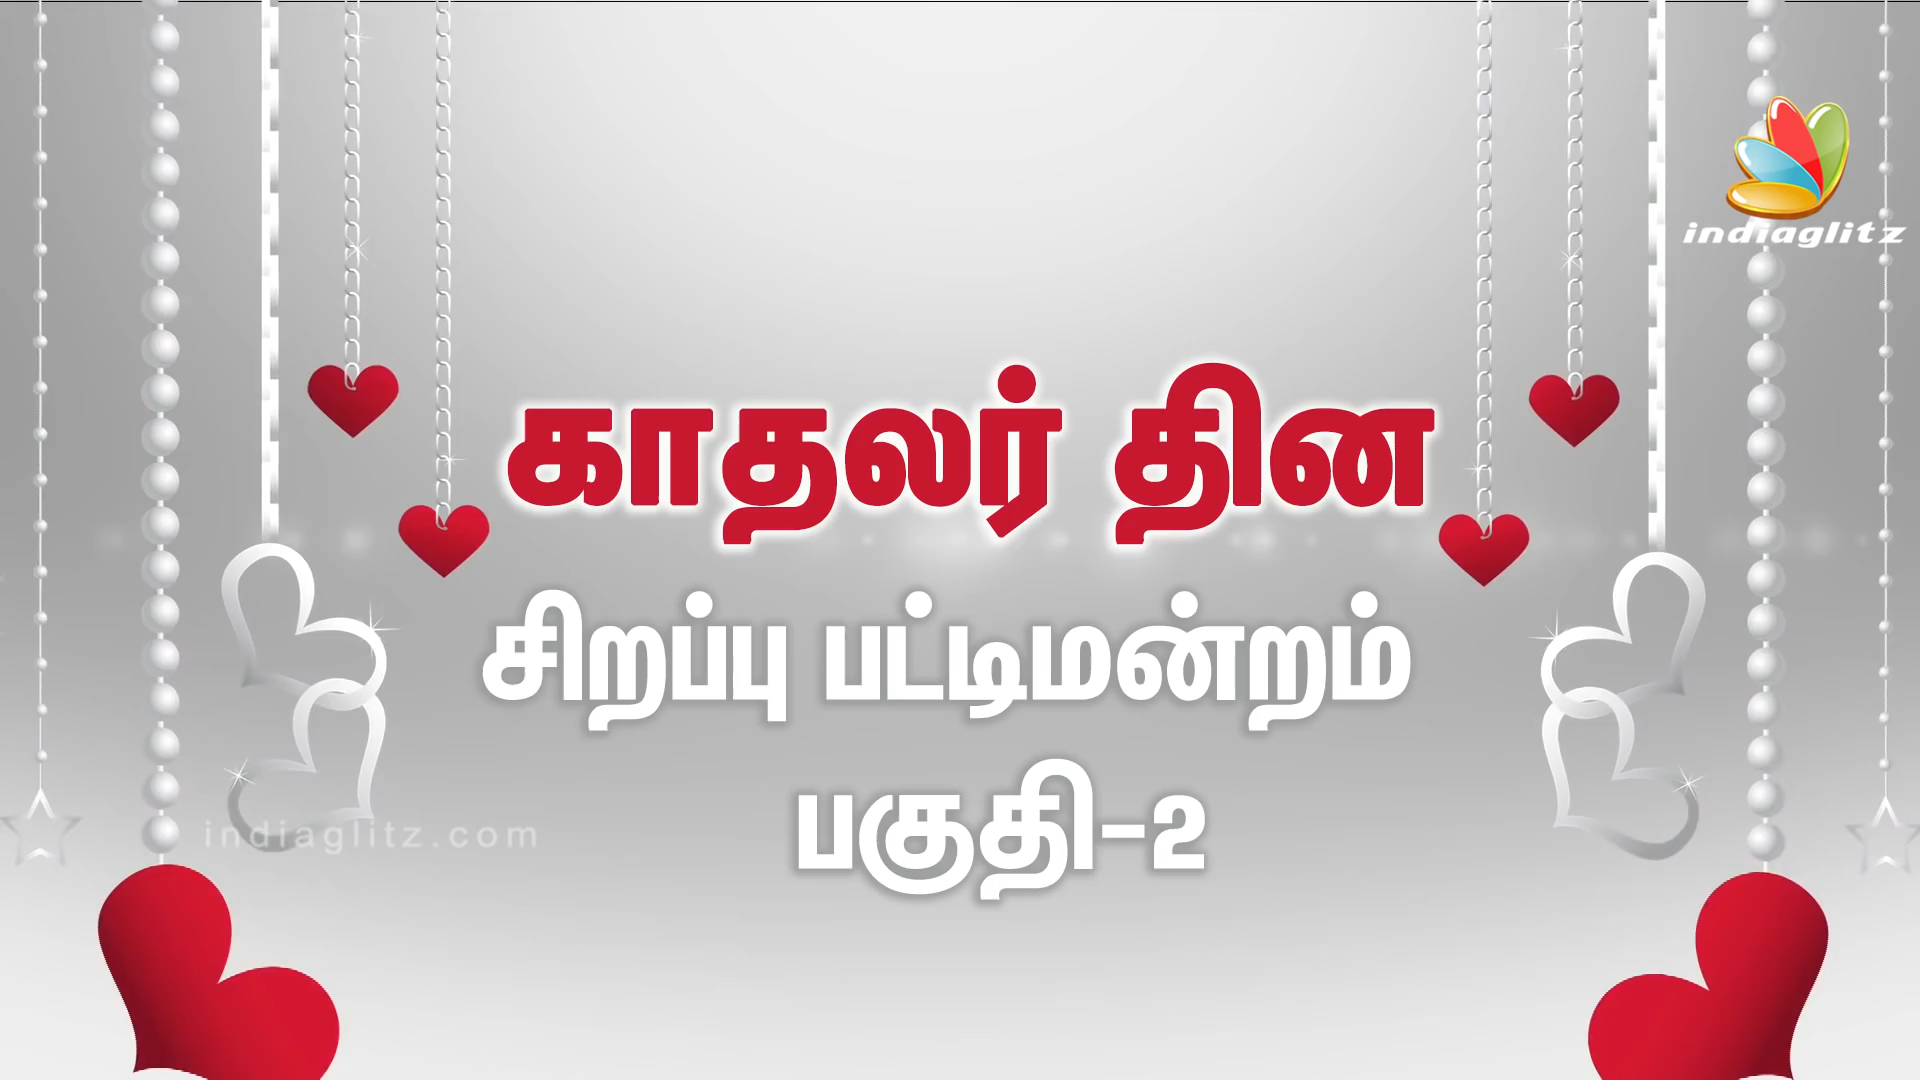 indiaglitz
காதலர் தின
சிறப்பு பட்டிமன்றம்
பகுதி-2
indiaglitz.com